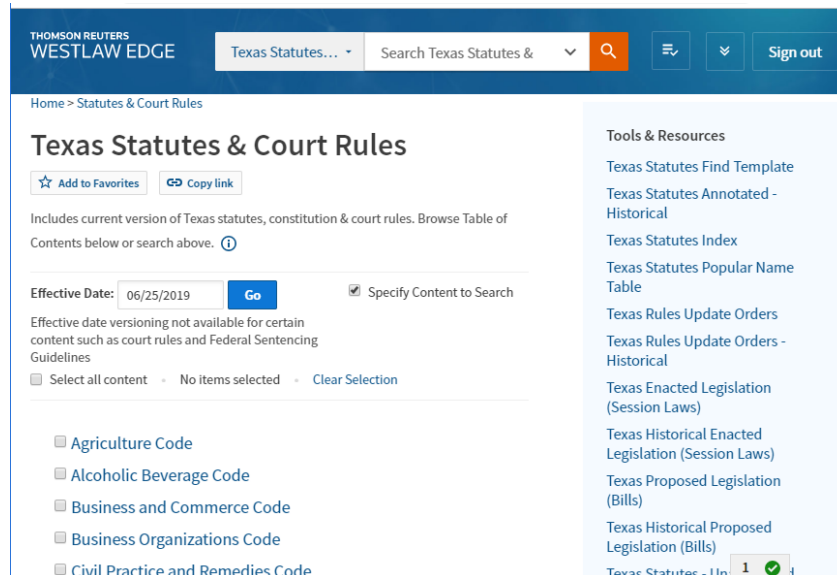 THOMSON REUTERS
WESTLAW EDGE
Texas Statutes...
Search Texas Statutes &
Sign out
Home > Statutes & Court Rules
Texas Statutes & Court Rules
Add to Favorites
Copy link
Includes current version of Texas statutes, constitution & court rules. Browse Table of
Contents below or search above.
Effective Date: 06/25/2019 Go
Specify Content to Search
Effective date versioning not available for certain
content such as court rules and Federal Sentencing
Guidelines
Select all content • No items selected • Clear Selection
Agriculture Code
Alcoholic Beverage Code
Business and Commerce Code
Business Organizations Code
Civil Practice and Remedies Code
Tools & Resources
Texas Statutes Find Template
Texas Statutes Annotated -
Historical
Texas Statutes Index
Texas Statutes Popular Name
Table
Texas Rules Update Orders
Texas Rules Update Orders -
Historical
Texas Enacted Legislation
(Session Laws)
Texas Historical Enacted
Legislation (Session Laws)
Texas Proposed Legislation
(Bills)
Texas Historical Proposed
Legislation (Bills)
Texas Statutes -
1